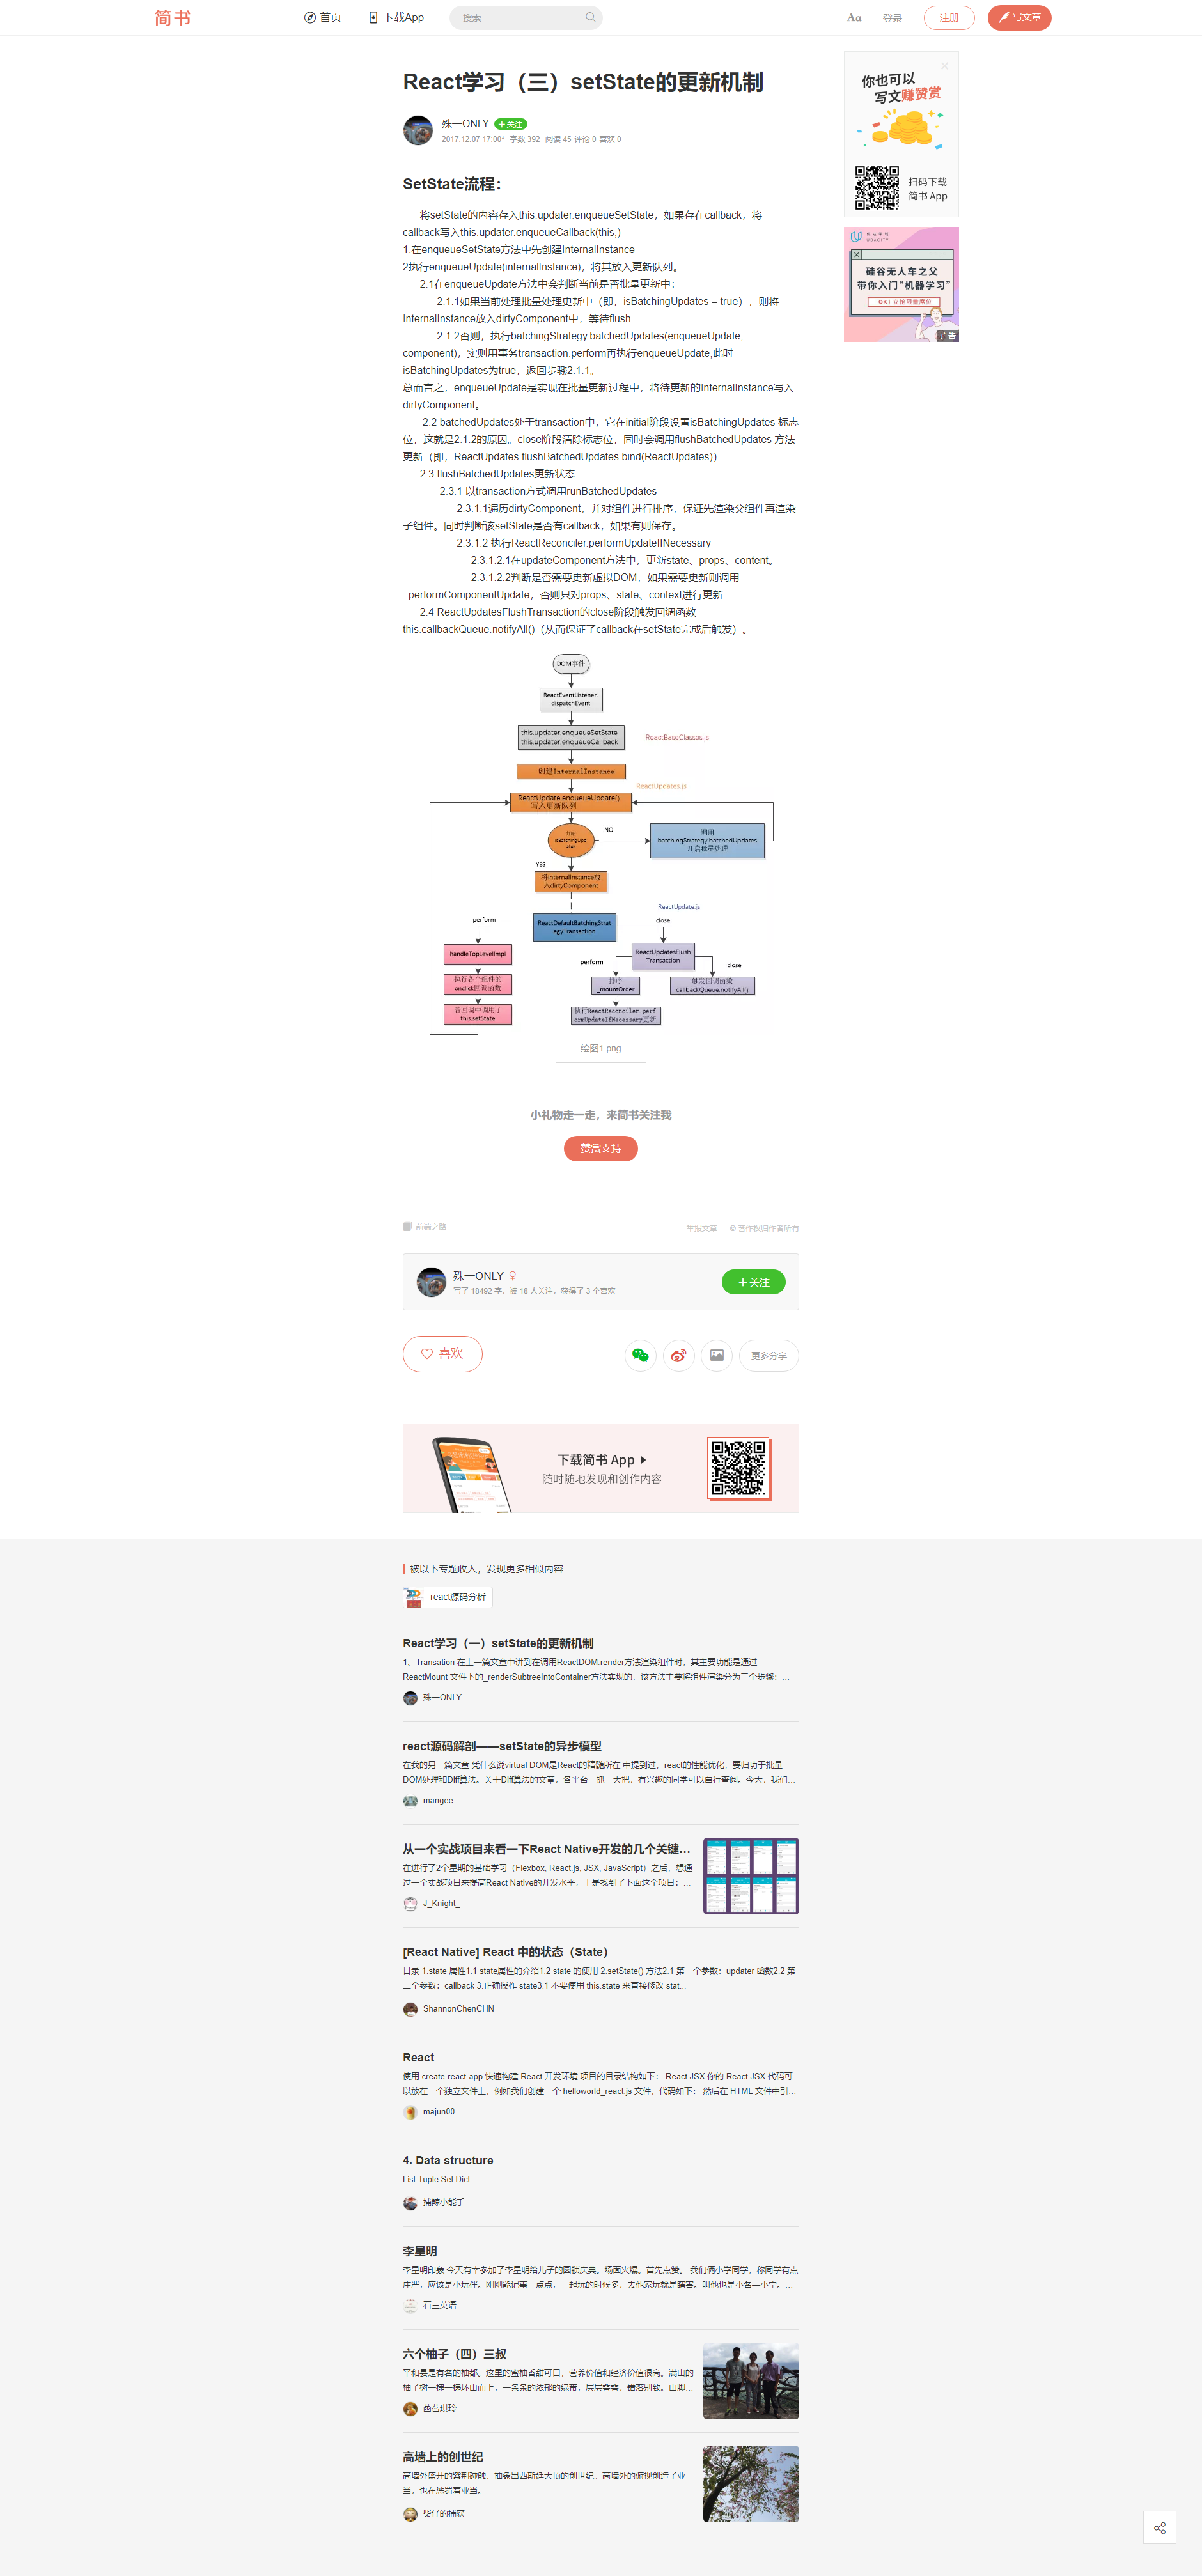 简书
首页
下载App
搜索
Aa
登录
注册
写文章
React学习（三）setState的更新机制
殊一ONLY
+关注
2017.12.07 17:00* 字数 392 阅读 45 评论 0 喜欢 0
SetState流程：
将setState的内容存入this.updater.enqueueSetState，如果存在callback，将
callback写入this.updater.enqueueCallback(this,)
1.在enqueueSetState方法中先创建InternalInstance
2执行enqueueUpdate(internalInstance)，将其放入更新队列。
2.1在enqueueUpdate方法中会判断当前是否批量更新中：
2.1.1如果当前处理批量处理更新中（即，isBatchingUpdates = true），则将
InternalInstance放入dirtyComponent中，等待flush
2.1.2否则，执行batchingStrategy.batchedUpdates(enqueueUpdate,
component)，实则用事务transaction.perform再执行enqueueUpdate,此时
isBatchingUpdates为true，返回步骤2.1.1。
总而言之，enqueueUpdate是实现在批量更新过程中，将待更新的InternalInstance写入
dirtyComponent。
2.2 batchedUpdates处于transaction中，它在initial阶段设置isBatchingUpdates 标志
位，这就是2.1.2的原因。close阶段清除标志位，同时会调用flushBatchedUpdates 方法
更新（即，ReactUpdates.flushBatchedUpdates.bind(ReactUpdates)）
2.3 flushBatchedUpdates更新状态
2.3.1 以transaction方式调用runBatchedUpdates
2.3.1.1遍历dirtyComponent，并对组件进行排序，保证先渲染父组件再渲染
子组件。同时判断该setState是否有callback，如果有则保存。
2.3.1.2 执行ReactReconciler.performUpdateIfNecessary
2.3.1.2.1在updateComponent方法中，更新state、props、content。
2.3.1.2.2判断是否需要更新虚拟DOM，如果需要更新则调用
_performComponentUpdate，否则只对props、state、context进行更新
2.4 ReactUpdatesFlushTransaction的close阶段触发回调函数
this.callbackQueue.notifyAll()（从而保证了callback在setState完成后触发）。
你也可以
写文赚赞赏
扫码下载
简书 App
UDACITY
硅谷无人车之父
带你入门“机器学习”
OK! 立抢限量席位
广告
DOM事件
ReactEventListener.
dispatchEvent
this.updater.enqueueSetState
this.updater.enqueueCallback
ReactBaseClasses.js
创建InternalInstance
ReactUpdates.js
ReactUpdate.enqueueUpdate()
写入更新队列
判断
isBatchingUpd
ates
NO
调用
batchingStrategy.batchedUpdates
开启批量处理
YES
将InternalInstance放
入dirtyComponent
ReactUpdate.js
perform
ReactDefaultBatchingStrat
egyTransaction
close
handleTopLevelImpl
ReactUpdatesFlush
Transaction
perform
close
执行各个组件的
onclick回调函数
排序
_mountOrder
触发回调函数
callbackQueue.notifyAll()
若回调中调用了
this.setState
执行ReactReconciler.perf
ormUpdateIfNecessary更新
绘图1.png
小礼物走一走，来简书关注我
赞赏支持
前端之路
举报文章
© 著作权归作者所有
殊一ONLY
写了 18492 字，被 18 人关注，获得了 3 个喜欢
+关注
喜欢
更多分享
下载简书 App
随时随地发现和创作内容
被以下专题收入，发现更多相似内容
react源码分析
React学习（一）setState的更新机制
1、Transation 在上一篇文章中讲到在调用ReactDOM.render方法渲染组件时，其主要功能是通过
ReactMount 文件下的_renderSubtreeIntoContainer方法实现的，该方法主要将组件渲染分为三个步骤：...
殊一ONLY
react源码解剖——setState的异步模型
在我的另一篇文章 凭什么说virtual DOM是React的精髓所在 中提到过，react的性能优化，要归功于批量
DOM处理和Diff算法。关于Diff算法的文章，各平台一抓一大把，有兴趣的同学可以自行查阅。今天，我们...
mangee
从一个实战项目来看一下React Native开发的几个关键...
在进行了2个星期的基础学习（Flexbox, React.js, JSX, JavaScript）之后，想通
过一个实战项目来提高React Native的开发水平，于是找到了下面这个项目：...
J_Knight_
[React Native] React 中的状态（State）
目录 1.state 属性1.1 state属性的介绍1.2 state 的使用 2.setState() 方法2.1 第一个参数：updater 函数2.2 第
二个参数：callback 3.正确操作 state3.1 不要使用 this.state 来直接修改 stat...
ShannonChenCHN
React
使用 create-react-app 快速构建 React 开发环境 项目的目录结构如下： React JSX 你的 React JSX 代码可
以放在一个独立文件上，例如我们创建一个 helloworld_react.js 文件，代码如下： 然后在 HTML 文件中引...
majun00
4. Data structure
List Tuple Set Dict
捕鲸小能手
李星明
李星明印象 今天有幸参加了李星明给儿子的圆锁庆典。场面火爆。首先点赞。 我们俩小学同学，称同学有点
庄严，应该是小玩伴。刚刚能记事一点点，一起玩的时候多，去他家玩就是糟害。叫他也是小名—小宁。...
石三英语
六个柚子（四）三叔
平和县是有名的柚都。这里的蜜柚香甜可口，营养价值和经济价值很高。满山的
柚子树一梯一梯环山而上，一条条的浓郁的绿带，层层叠叠，错落别致。山脚...
菡萏琪玲
高墙上的创世纪
高墙外盛开的紫荆碰触，抽象出西斯廷天顶的创世纪。高墙外的俯视创造了亚
当，也在惩罚着亚当。
柴仔的捕获